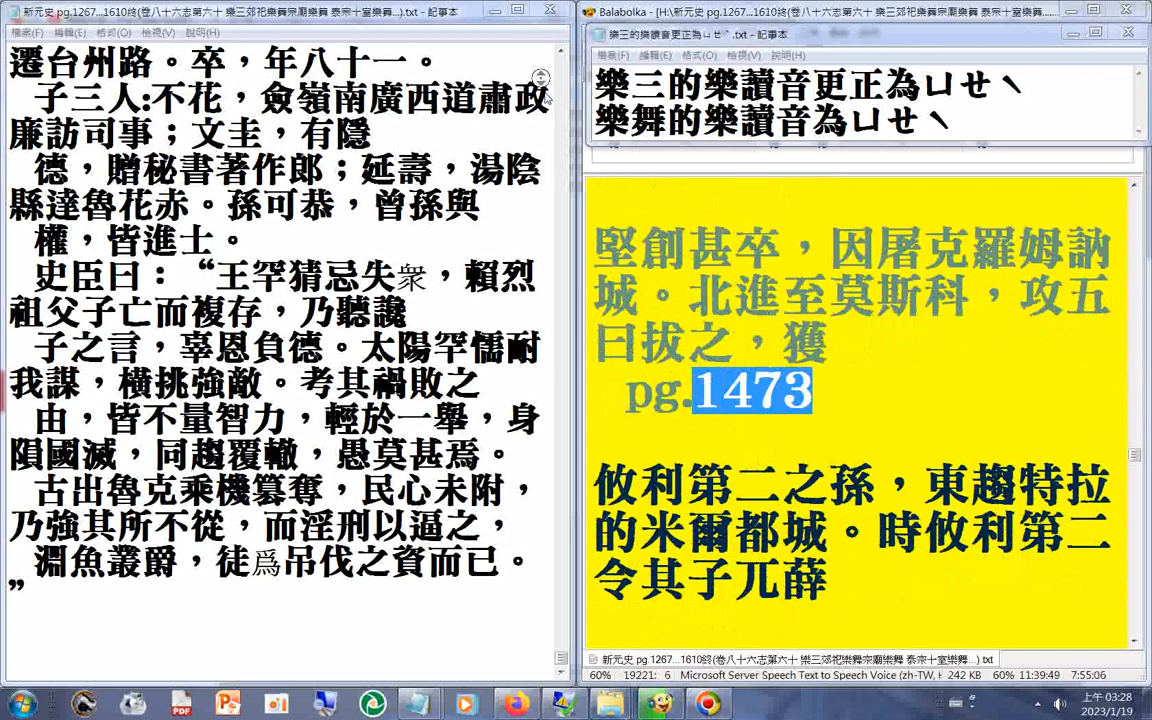 新元史 pg.1267...1610終(卷八十六志第六十 樂三郊祀樂舞宗廟樂舞 泰宗十室樂舞...).txt - 記事本
檔案(F) 編輯(E) 格式(O) 檢視(V) 說明(H)
遷台州路。卒，年八十一。
子三人:不花，僉嶺南廣西道肅政
廉訪司事；文圭，有隱
德，贈秘書著作郎；延壽，湯陰
縣達魯花赤。孫可恭，曾孫與
權，皆進士。
史臣曰：“王罕猜忌失衆，賴烈
祖父子亡而複存，乃聽讒
子之言，辜恩負德。太陽罕懦耐
我謀，橫挑強敵。考其禍敗之
由，皆不量智力，輕於一舉，身
隕國滅，同趨覆轍，愚莫甚焉。
古出魯克乘機篡奪，民心未附，
乃強其所不從，而淫刑以逼之，
淵魚叢爵，徒爲吊伐之資而已。
”
Balabolka - [H:\新元史 pg.1267...1610終(卷八十六志第六十 樂三郊祀樂舞宗廟樂舞 泰宗十室樂舞...)....
樂三的樂讀音更正為ㄩㄝˋ.txt - 記事本
檔案(F) 編輯(E) 格式(O) 檢視(V) 說明(H)
樂三的樂讀音更正為ㄩㄝˋ
樂舞的樂讀音為ㄩㄝˋ
堅創甚卒，因屠克羅姆訥
城。北進至莫斯科，攻五
日拔之，獲
pg.1473
攸利第二之孫，東趨特拉
的米爾都城。時攸利第二
令其子兀薛
新元史 pg.1267...1610終(卷八十六志第六十 樂三郊祀樂舞宗廟樂舞 泰宗十室樂舞...).txt
60% 19221: 6 Microsoft Server Speech Text to Speech Voice (zh-TW, H 242 KB 60% 11:39:49 7:55:06
上午 03:28
2023/1/19